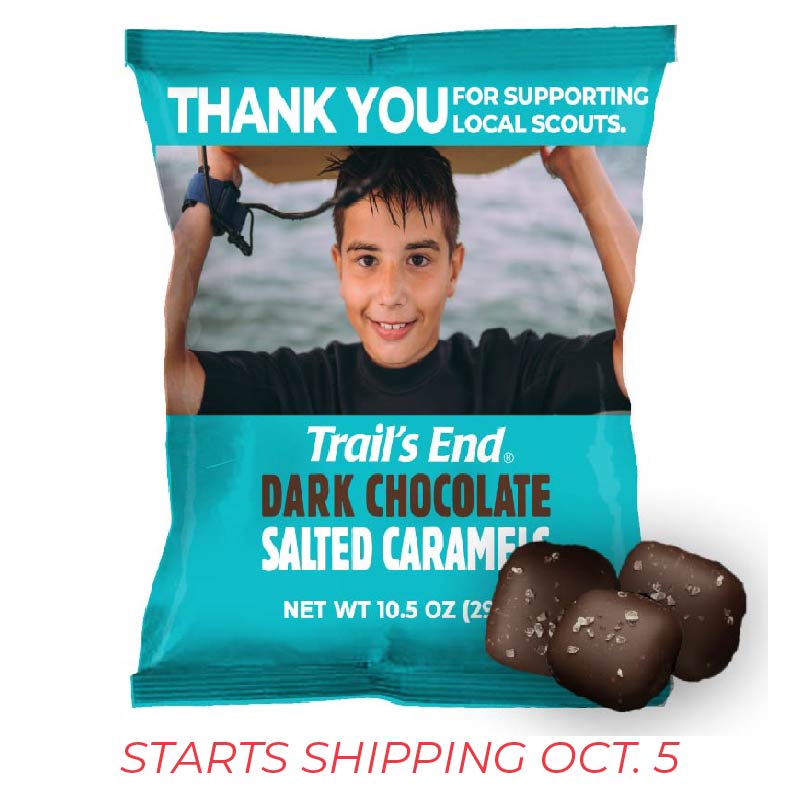 THANK YOU FOR SUPPORTING
LOCAL SCOUTS.
Trail's End®
DARK CHOCOLATE
SALTED CARAMELS
NET WT 10.5 OZ
STARTS SHIPPING OCT. 5